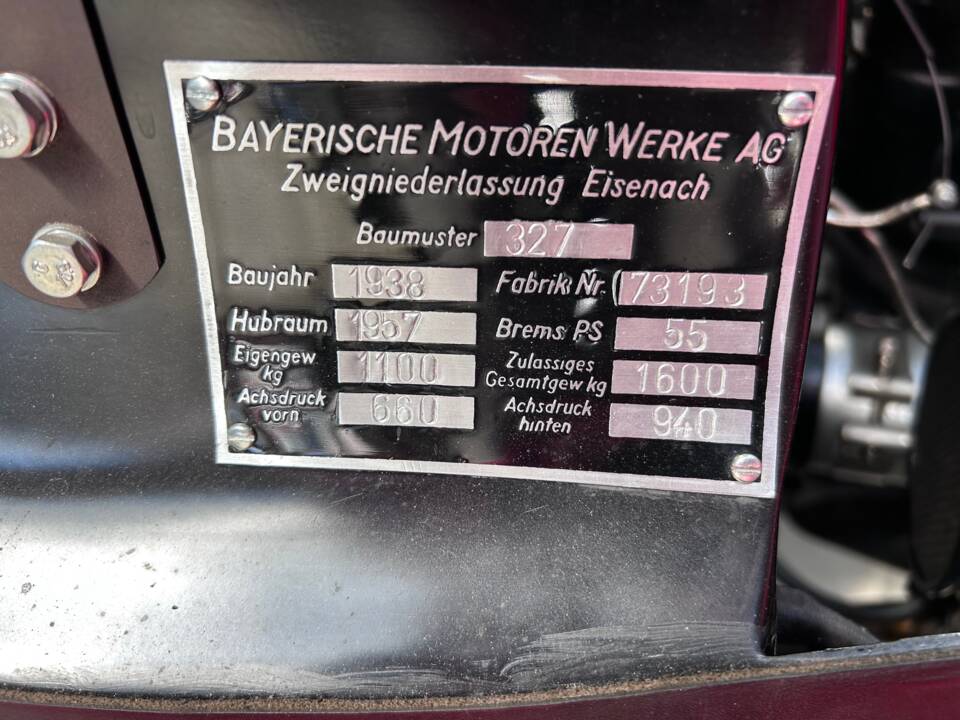 BAYERISCHE MOTOREN WERKE AG
Zweigniederlassung Eisenach
Baumuster 327
Baujahr 1938 Fabrik Nr. 73193
Hubraum 1957 Brems PS 55
Eigengew kg 1100 Zulässiges Gesamtgew kg 1600
Achsdruck vorn 660 Achsdruck hinten 940